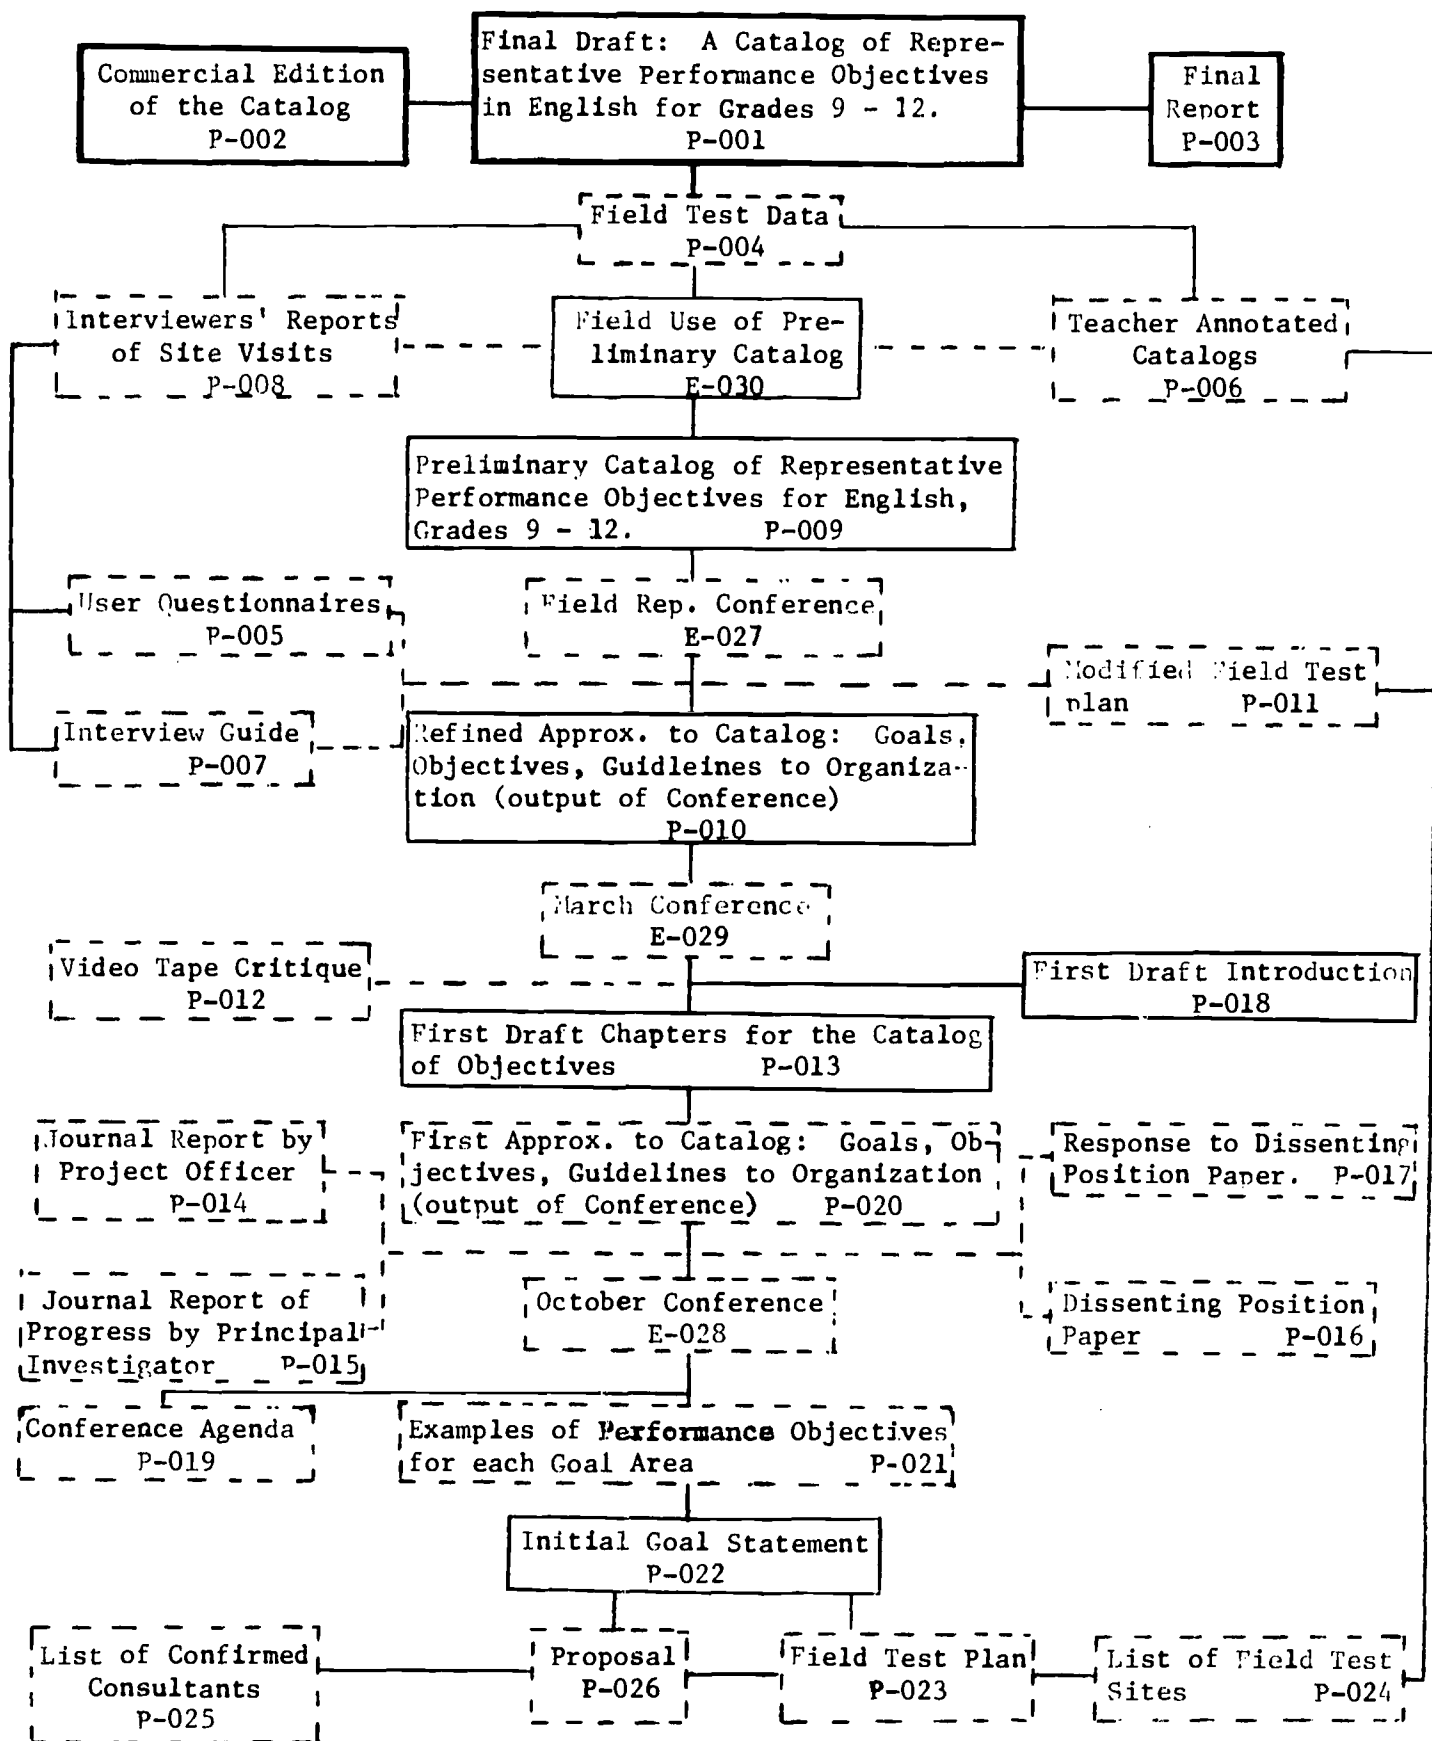 Commercial Edition
of the Catalog
P-002
Final Draft: A Catalog of Repre-
sentative Performance Objectives
in English for Grades 9 - 12.
P-001
Final
Report
P-003
Field Test Data
P-004
Interviewers' Reports
of Site Visits
P-008
Field Use of Pre-
liminary Catalog
E-030
Teacher Annotated
Catalogs
P-006
Preliminary Catalog of Representative
Performance Objectives for English,
Grades 9 - 12. P-009
User Questionnaires
P-005
Field Rep. Conference
E-027
Modified Field Test
plan P-011
Interview Guide
P-007
Refined Approx. to Catalog: Goals,
Objectives, Guidleines to Organiza-
tion (output of Conference)
P-010
March Conference
E-029
Video Tape Critique
P-012
First Draft Introduction
P-018
First Draft Chapters for the Catalog
of Objectives P-013
Journal Report by
Project Officer
P-014
First Approx. to Catalog: Goals, Ob-
jectives, Guidelines to Organization
(output of Conference) P-020
Response to Dissenting
Position Paper. P-017
Journal Report of
Progress by Principal
Investigator P-015
October Conference
E-028
Dissenting Position
Paper P-016
Conference Agenda
P-019
Examples of Performance Objectives
for each Goal Area P-021
Initial Goal Statement
P-022
List of Confirmed
Consultants
P-025
Proposal
P-026
Field Test Plan
P-023
List of Field Test
Sites P-024